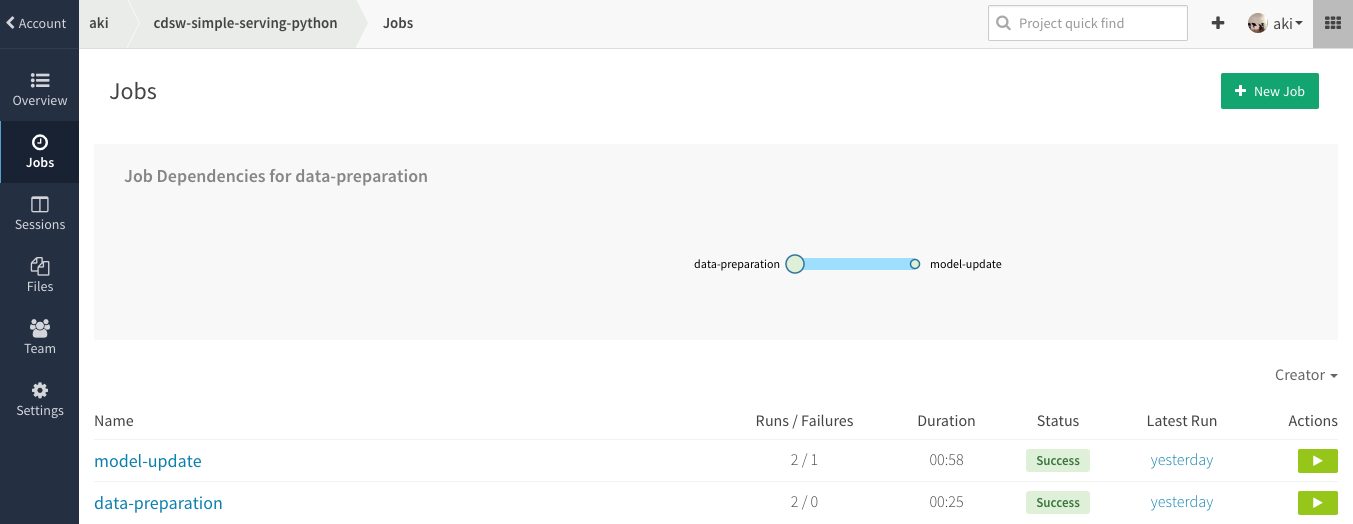 Account
aki
cdsw-simple-serving-python
Jobs
Project quick find
aki
Overview
Jobs
Sessions
Files
Team
Settings
Jobs
New Job
Job Dependencies for data-preparation
data-preparation
model-update
Creator
Name Runs / Failures Duration Status Latest Run Actions
model-update 2 / 1 00:58 Success yesterday
data-preparation 2 / 0 00:25 Success yesterday